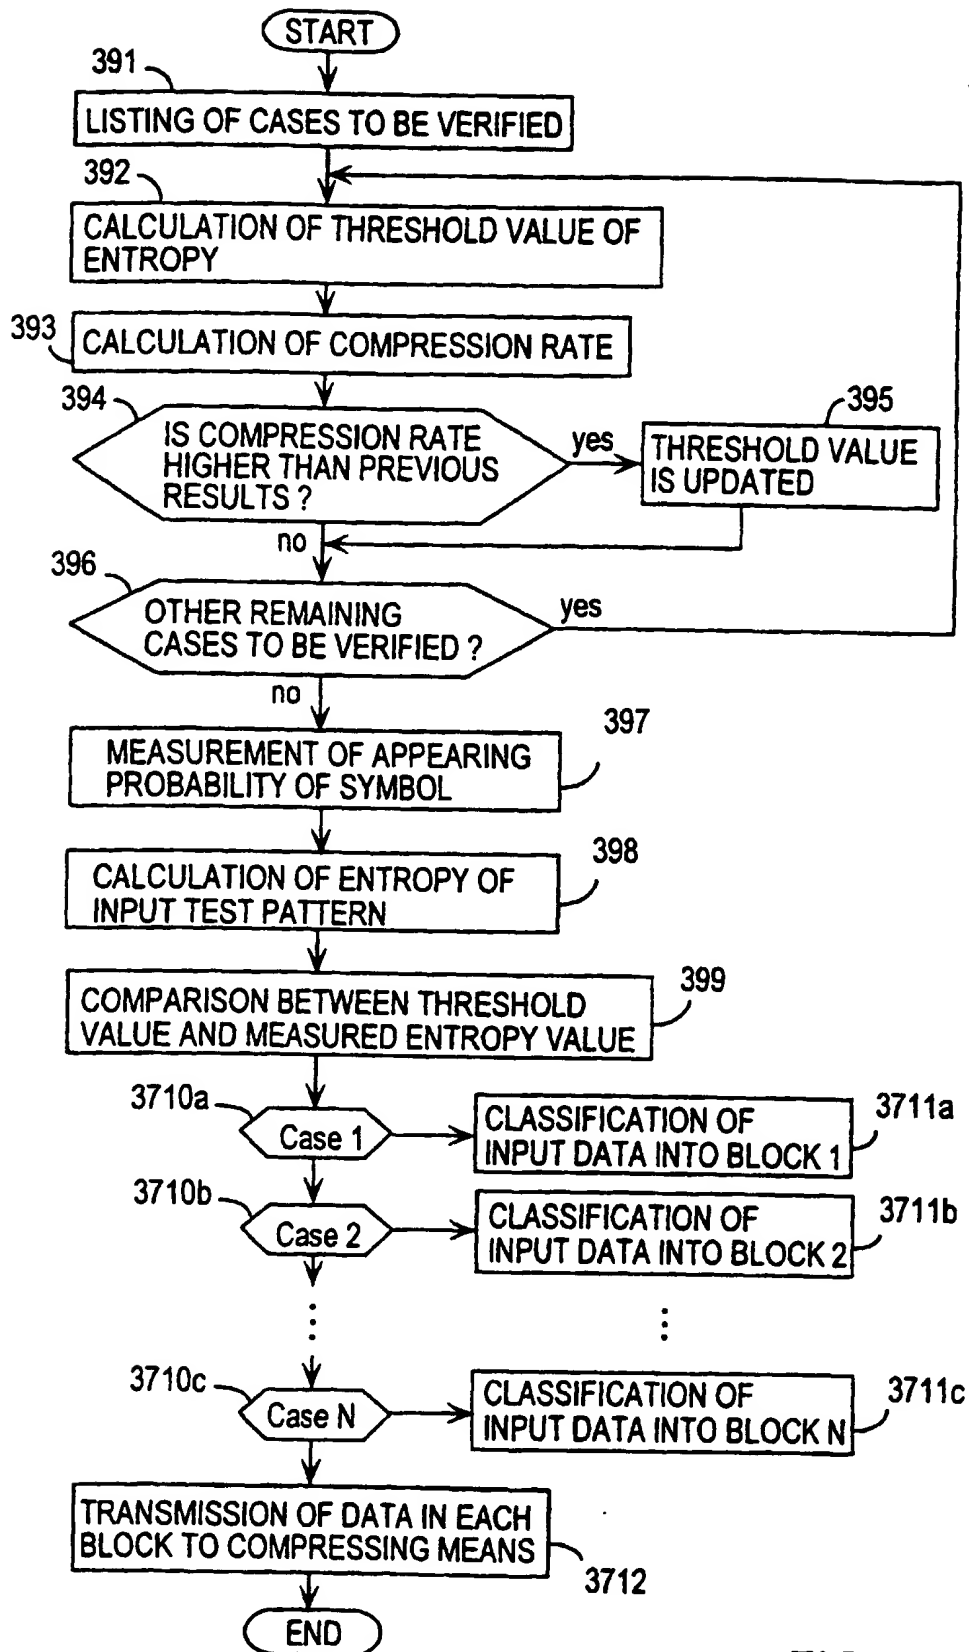 START
391
LISTING OF CASES TO BE VERIFIED
392
CALCULATION OF THRESHOLD VALUE OF
ENTROPY
393
CALCULATION OF COMPRESSION RATE
394
IS COMPRESSION RATE
HIGHER THAN PREVIOUS
RESULTS ?
yes
395
THRESHOLD VALUE
IS UPDATED
no
396
OTHER REMAINING
CASES TO BE VERIFIED ?
yes
no
397
MEASUREMENT OF APPEARING
PROBABILITY OF SYMBOL
398
CALCULATION OF ENTROPY OF
INPUT TEST PATTERN
399
COMPARISON BETWEEN THRESHOLD
VALUE AND MEASURED ENTROPY VALUE
3710a
Case 1
CLASSIFICATION OF
INPUT DATA INTO BLOCK 1
3711a
3710b
Case 2
CLASSIFICATION OF
INPUT DATA INTO BLOCK 2
3711b
3710c
Case N
CLASSIFICATION OF
INPUT DATA INTO BLOCK N
3711c
TRANSMISSION OF DATA IN EACH
BLOCK TO COMPRESSING MEANS
3712
END